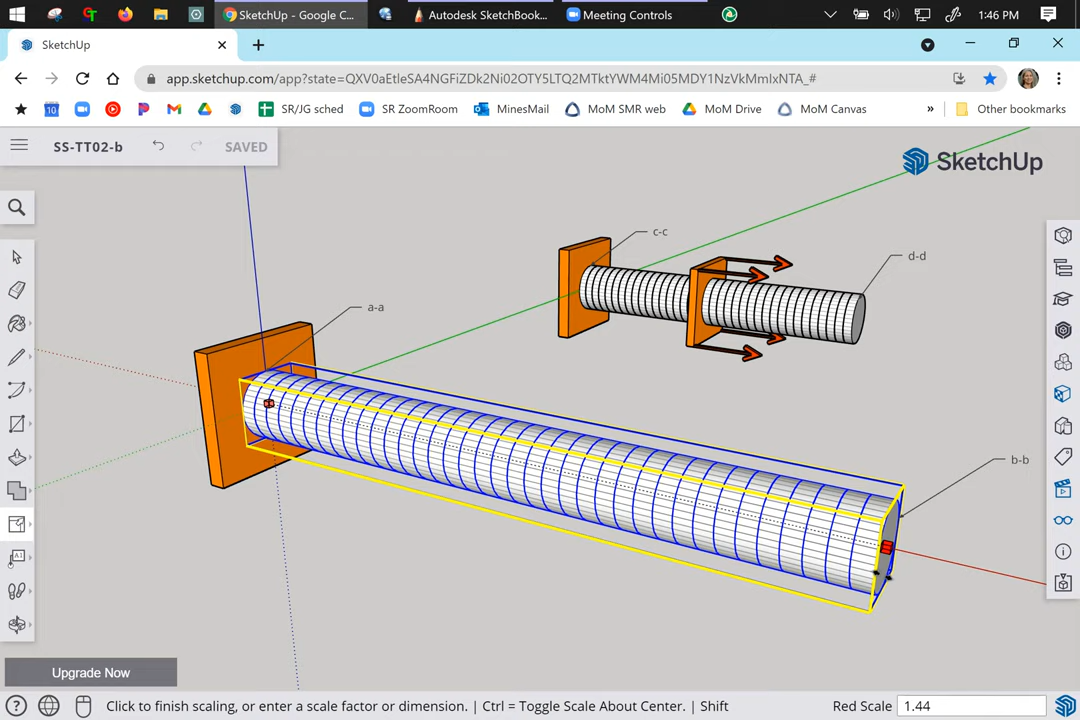 SketchUp - Google C...
Autodesk SketchBook...
Meeting Controls
1:46 PM
SketchUp
app.sketchup.com/app?state=QXV0aEtleSA4NGFiZDk2Ni02OTY5LTQ2MTktYWM4Mi05MDY1NzVkMmIxNTA_#
SR/JG sched
SR ZoomRoom
MinesMail
MoM SMR web
MoM Drive
MoM Canvas
»
Other bookmarks
SS-TT02-b
SAVED
SketchUp
c-c
d-d
a-a
b-b
Upgrade Now
Click to finish scaling, or enter a scale factor or dimension. | Ctrl = Toggle Scale About Center. | Shift
Red Scale
1.44